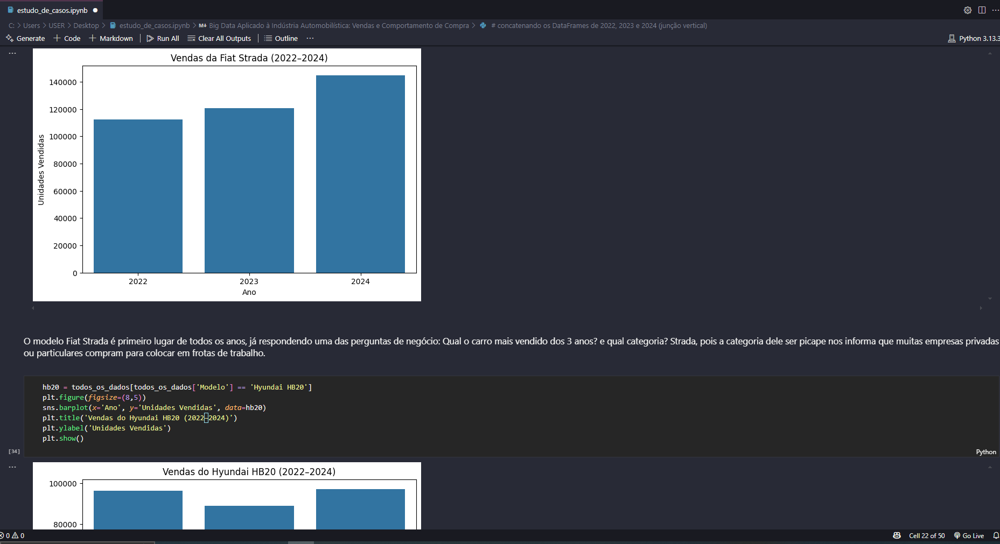 estudo_de_casos.ipynb
C: > Users > USER > Desktop > estudo_de_casos.ipynb > M↓ Big Data Aplicado à Indústria Automobilística: Vendas e Comportamento de Compra > # concatenando os DataFrames de 2022, 2023 e 2024 (junção vertical)
Generate + Code + Markdown | Run All Clear All Outputs | Outline ...
Python 3.13.3
Vendas da Fiat Strada (2022–2024)
140000
120000
100000
80000
60000
40000
20000
0
Unidades Vendidas
2022 2023 2024
Ano
O modelo Fiat Strada é primeiro lugar de todos os anos, já respondendo uma das perguntas de negócio: Qual o carro mais vendido dos 3 anos? e qual categoria? Strada, pois a categoria dele ser picape nos informa que muitas empresas privadas
ou particulares compram para colocar em frotas de trabalho.
hb20 = todos_os_dados[todos_os_dados['Modelo'] == 'Hyundai HB20']
plt.figure(figsize=(8,5))
sns.barplot(x='Ano', y='Unidades Vendidas', data=hb20)
plt.title('Vendas do Hyundai HB20 (2022–2024)')
plt.ylabel('Unidades Vendidas')
plt.show()
[34]
Python
Vendas do Hyundai HB20 (2022–2024)
100000
80000
0 0
Cell 22 of 50 Go Live